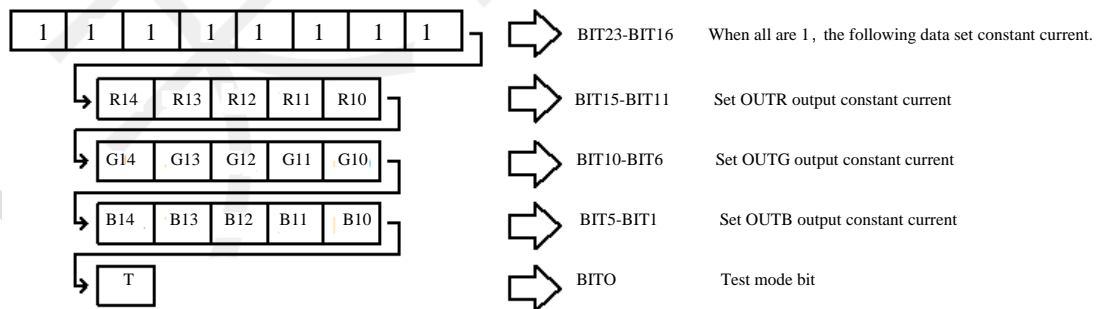 1 1 1 1 1 1 1 1 BIT23-BIT16 When all are 1, the following data set constant current.
R14 R13 R12 R11 R10 BIT15-BIT11 Set OUTR output constant current
G14 G13 G12 G11 G10 BIT10-BIT6 Set OUTG output constant current
B14 B13 B12 B11 B10 BIT5-BIT1 Set OUTB output constant current
T BITO Test mode bit